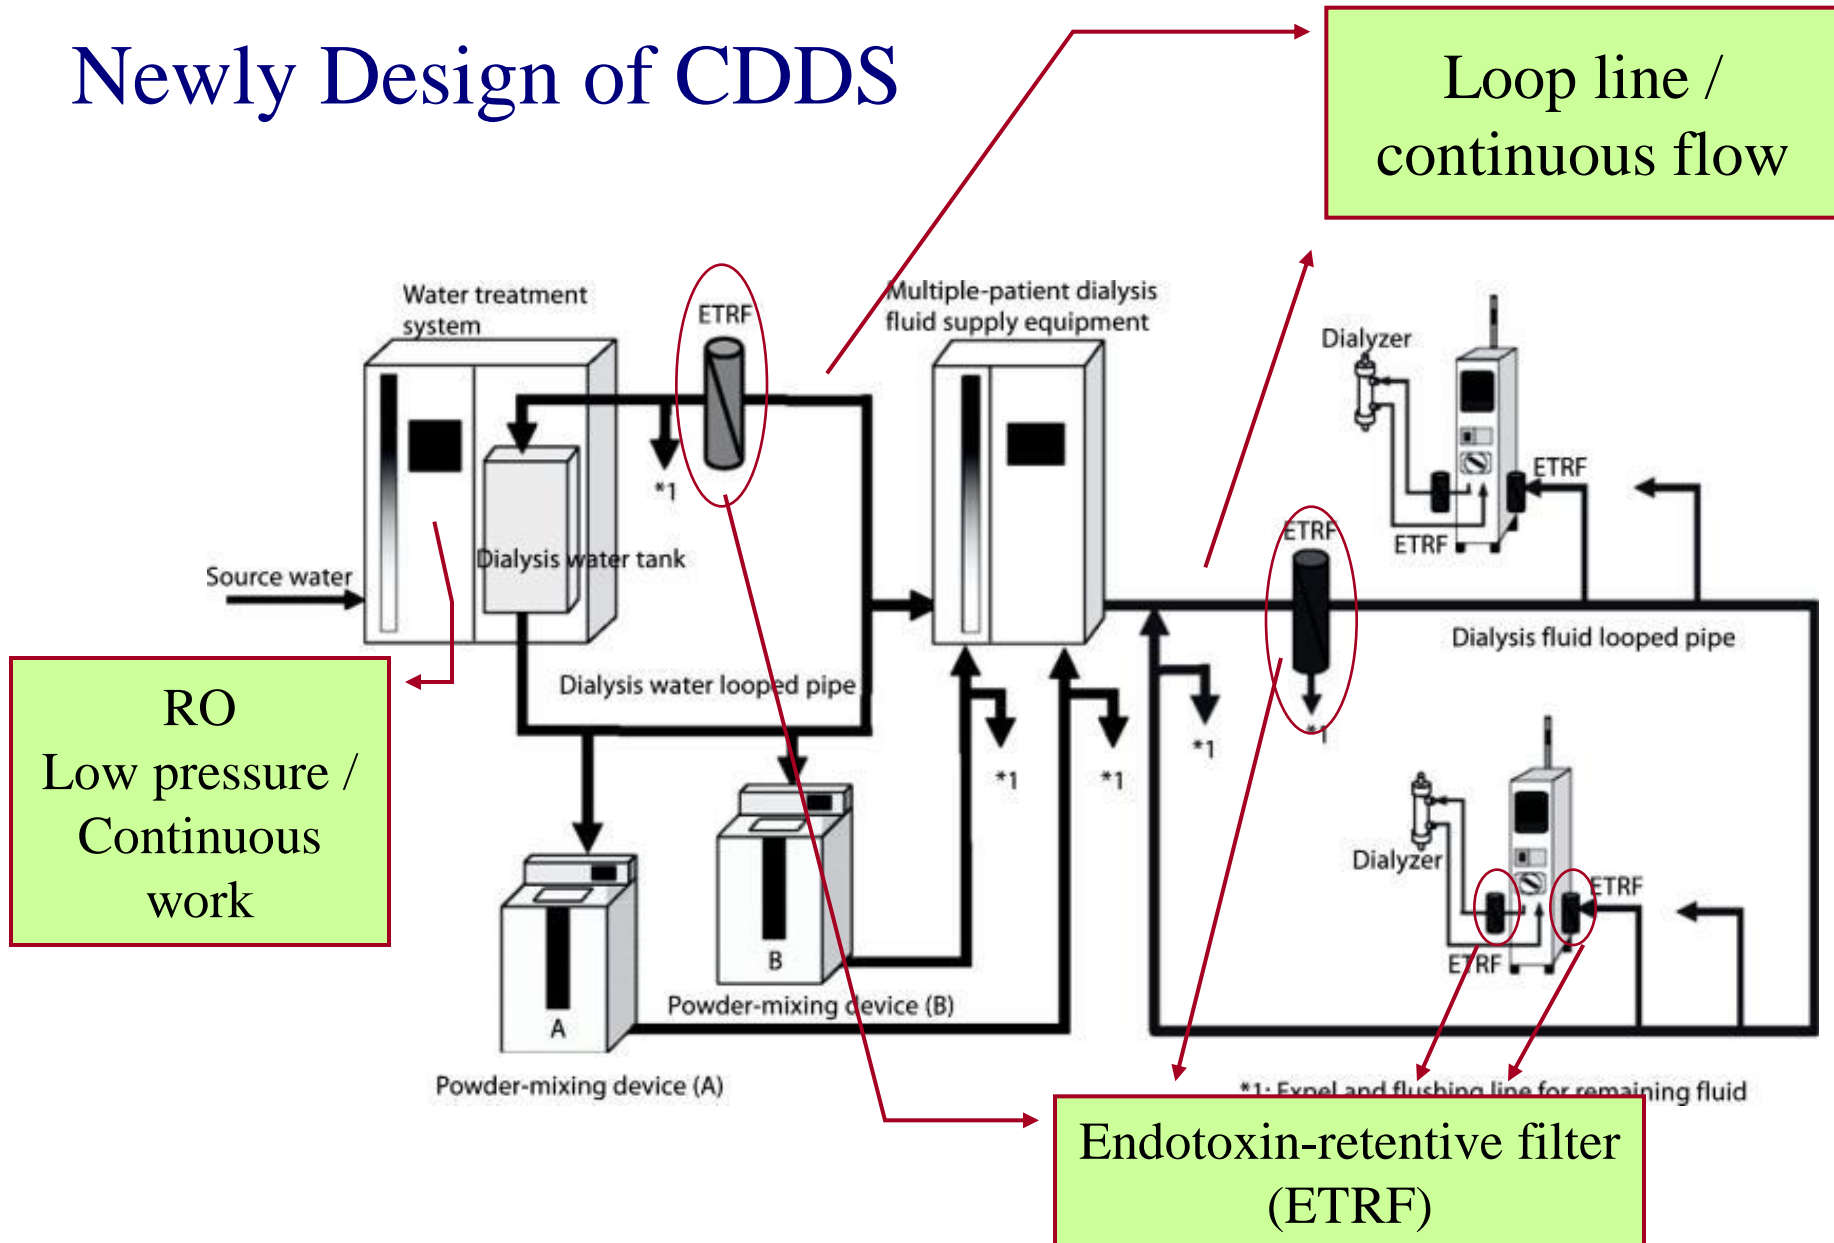 Newly Design of CDDS
Loop line /
continuous flow
Water treatment
system
ETRF
Multiple-patient dialysis
fluid supply equipment
Dialyzer
*1
ETRF
ETRF
ETRF
Dialysis water tank
Source water
Dialysis fluid looped pipe
Dialysis water looped pipe
RO
Low pressure /
Continuous
work
*1
*1
*1
*1
Dialyzer
ETRF
ETRF
B
Powder-mixing device (B)
A
Powder-mixing device (A)
*1: Expel and flushing line for remaining fluid
Endotoxin-retentive filter
(ETRF)